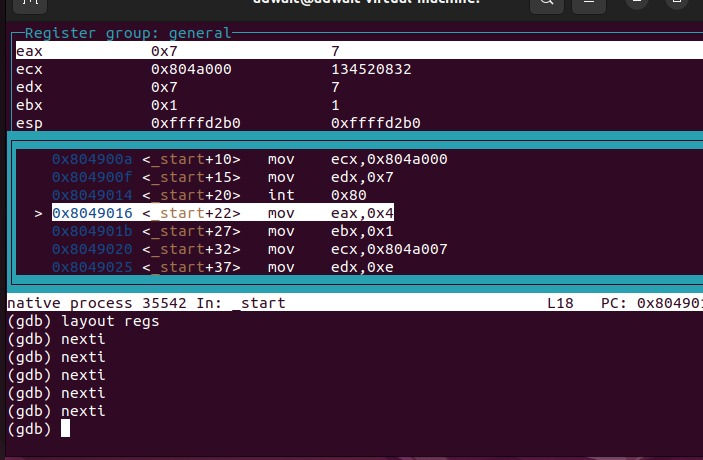 adwait@adwait-virtual-machine:
Register group: general
eax 0x7 7
ecx 0x804a000 134520832
edx 0x7 7
ebx 0x1 1
esp 0xffffd2b0 0xffffd2b0
0x804900a <_start+10> mov ecx,0x804a000
0x804900f <_start+15> mov edx,0x7
0x8049014 <_start+20> int 0x80
> 0x8049016 <_start+22> mov eax,0x4
0x804901b <_start+27> mov ebx,0x1
0x8049020 <_start+32> mov ecx,0x804a007
0x8049025 <_start+37> mov edx,0xe
native process 35542 In: _start L18 PC: 0x804901
(gdb) layout regs
(gdb) nexti
(gdb) nexti
(gdb) nexti
(gdb) nexti
(gdb) nexti
(gdb)